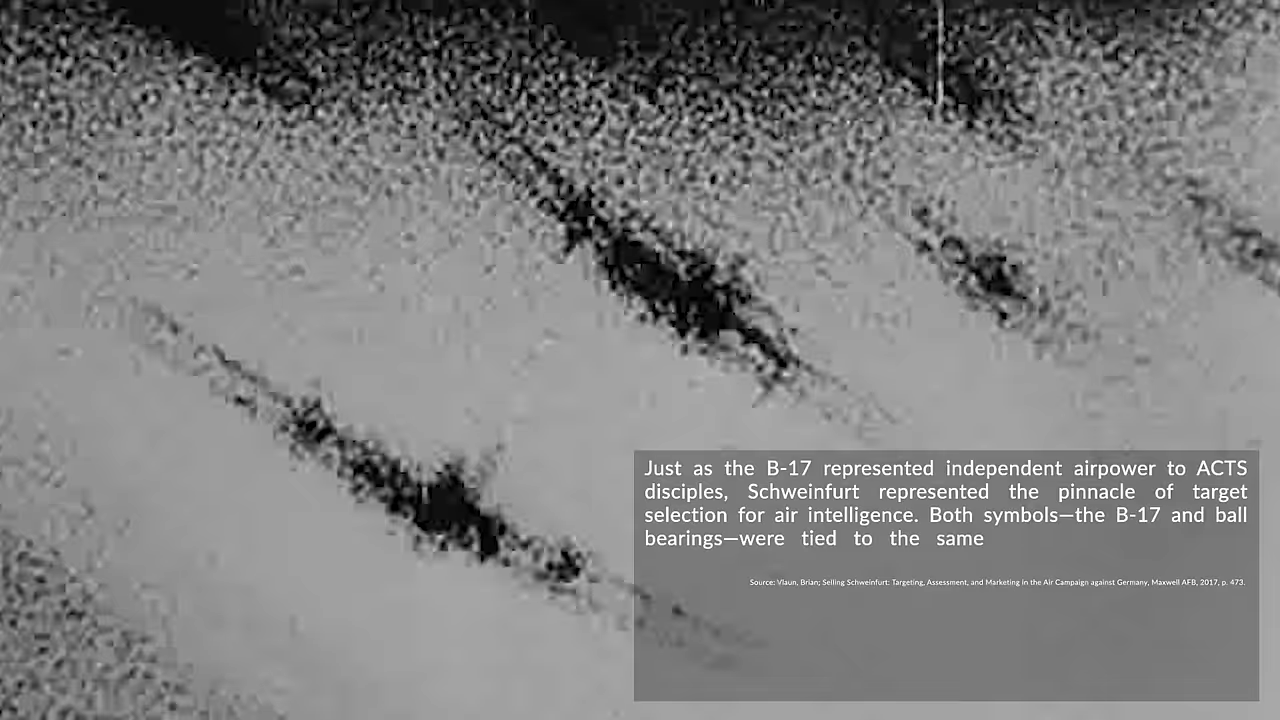 Just as the B-17 represented independent airpower to ACTS
disciples, Schweinfurt represented the pinnacle of target
selection for air intelligence. Both symbols—the B-17 and ball
bearings—were tied to the same
Source: Vlaun, Brian; Selling Schweinfurt: Targeting, Assessment, and Marketing in the Air Campaign against Germany, Maxwell AFB, 2017, p. 473.